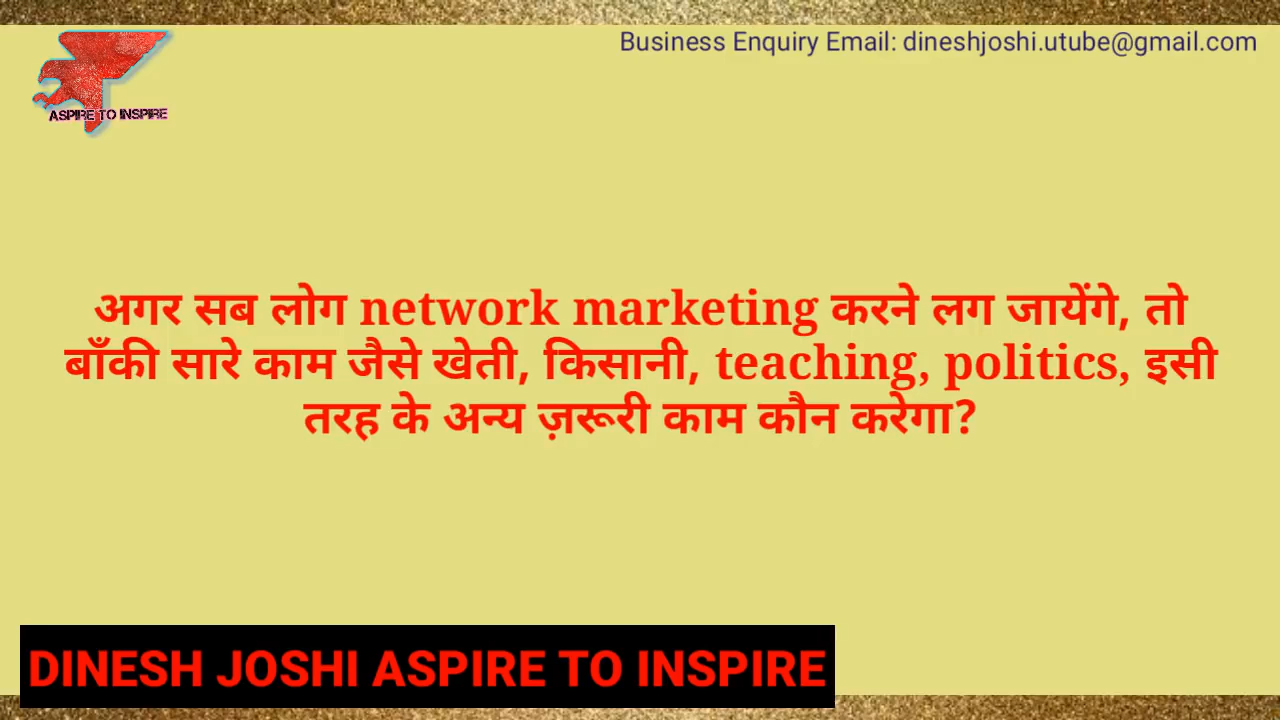 Business Enquiry Email: dineshjoshi.utube@gmail.com
ASPIRE TO INSPIRE
अगर सब लोग network marketing करने लग जायेंगे, तो
बाँकी सारे काम जैसे खेती, किसानी, teaching, politics, इसी
तरह के अन्य ज़रूरी काम कौन करेगा?
DINESH JOSHI ASPIRE TO INSPIRE